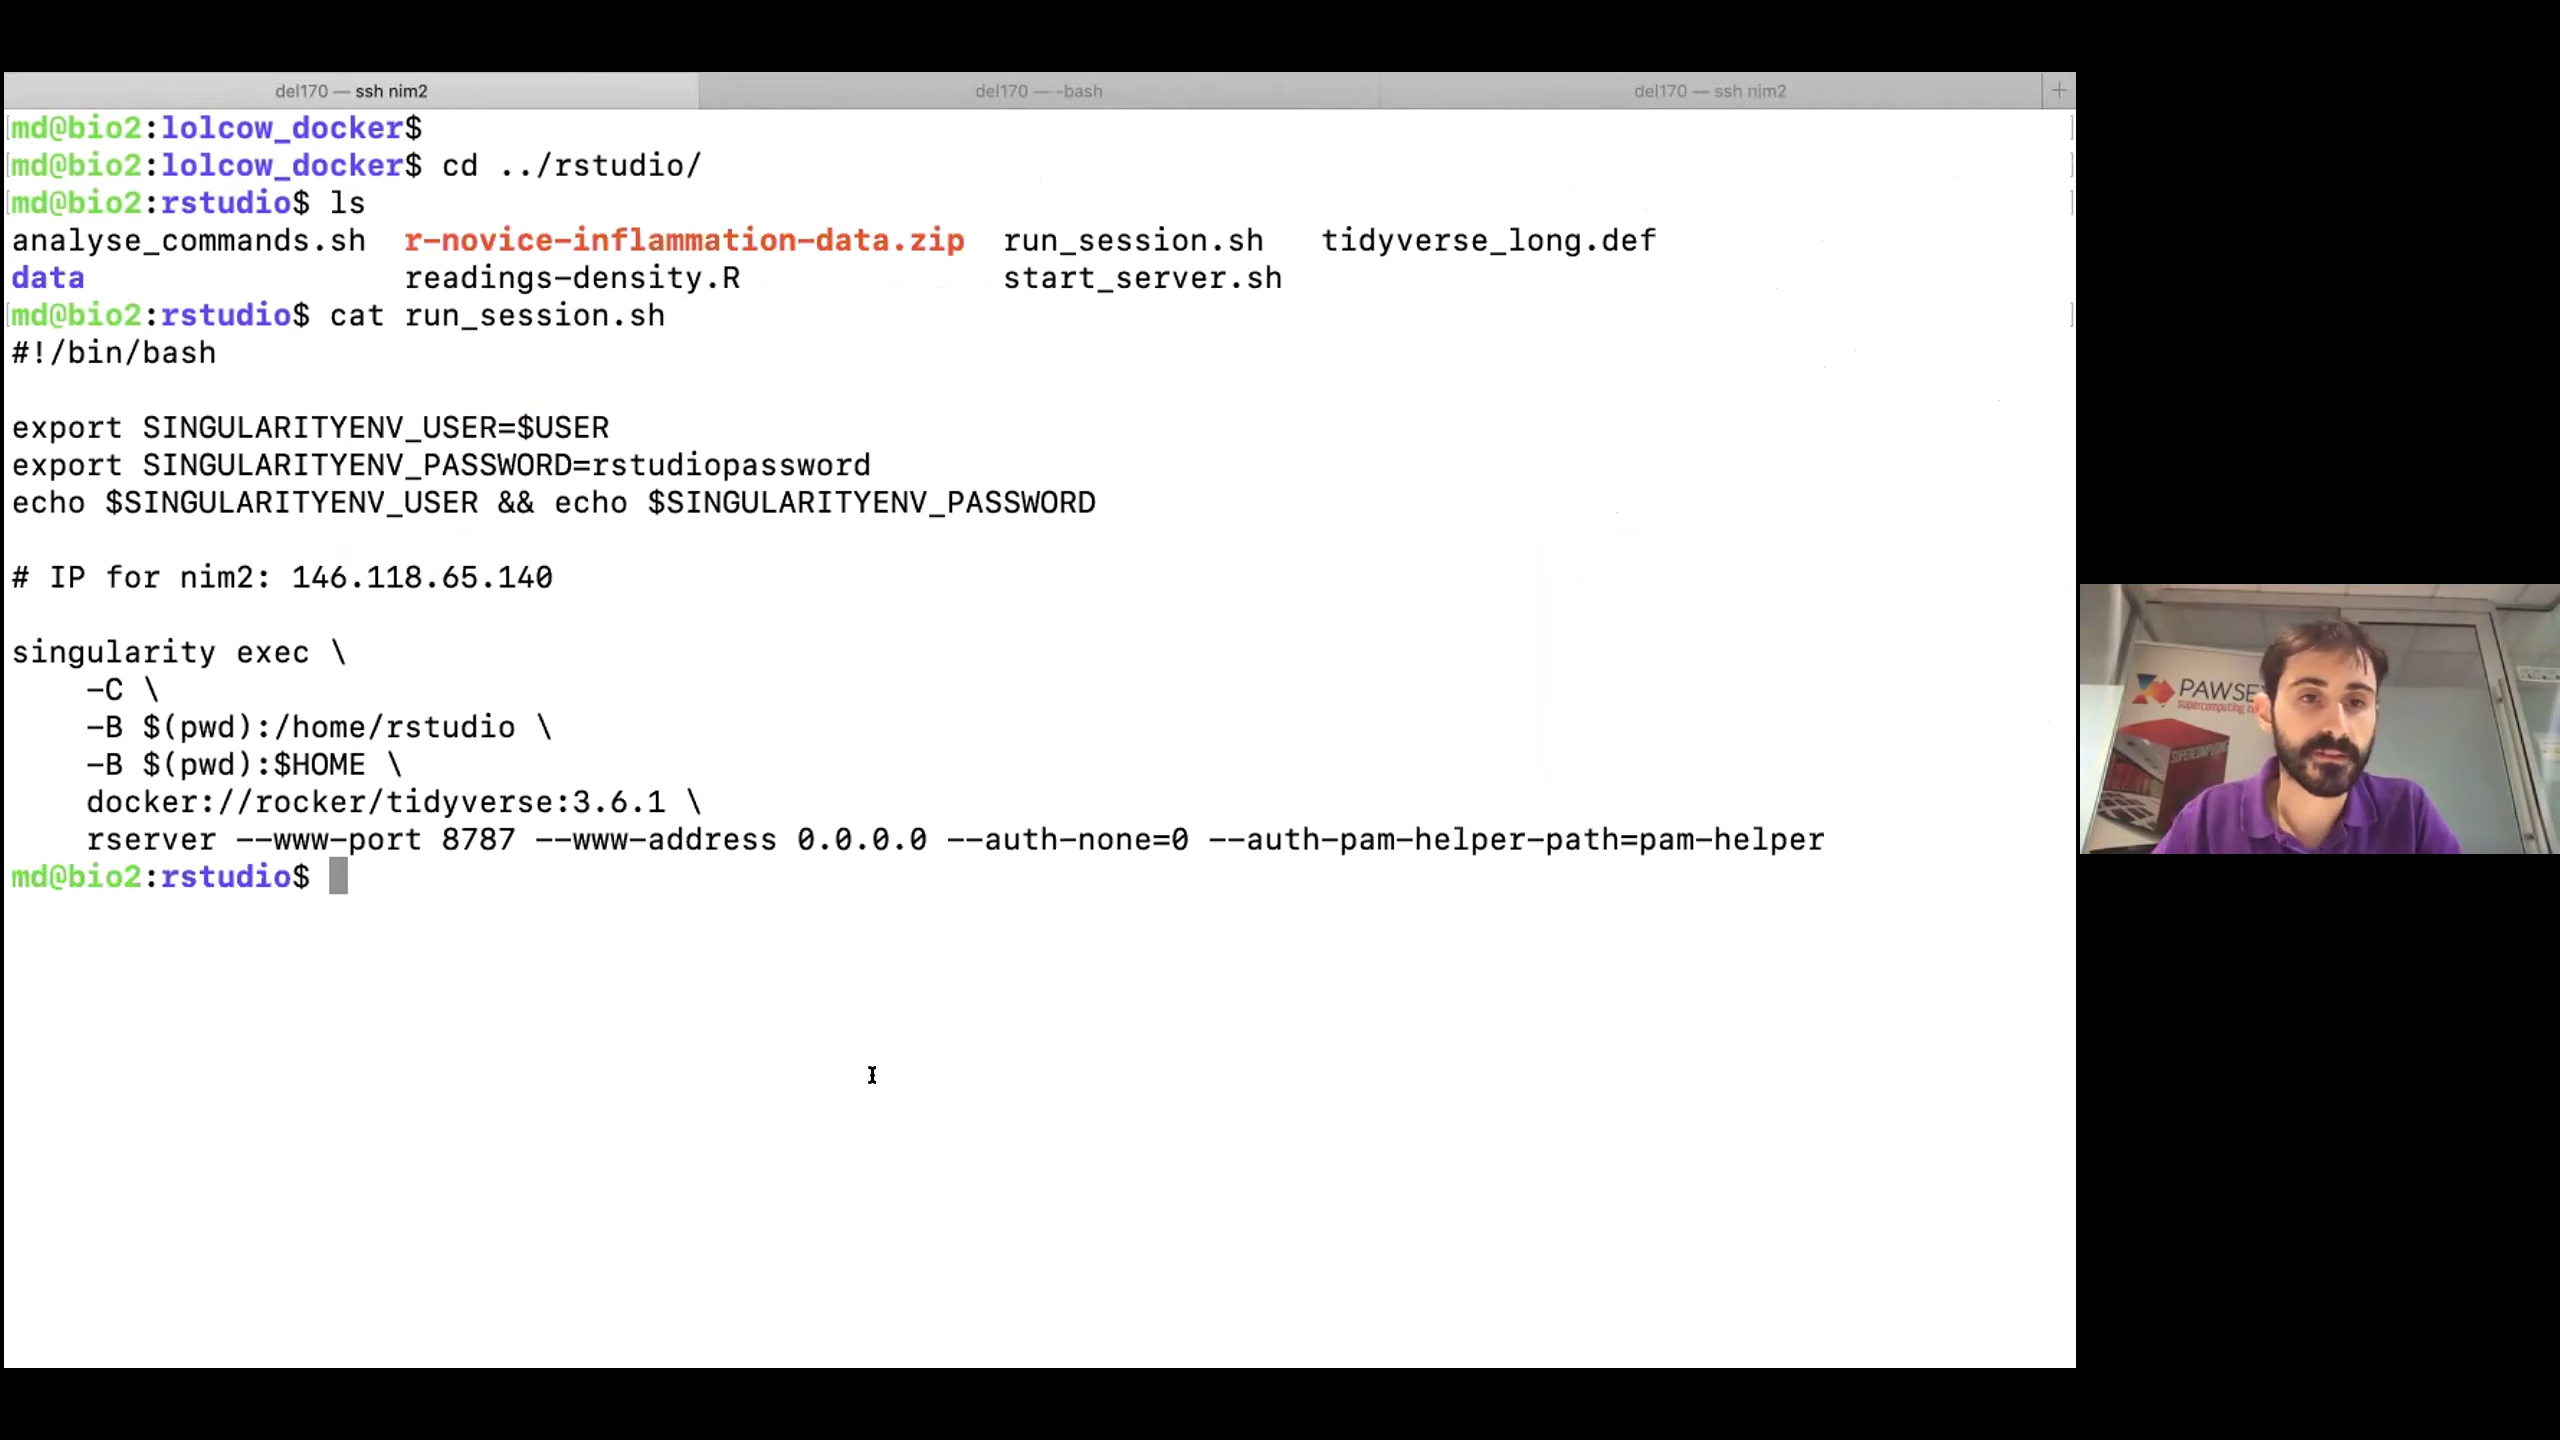 del170 — ssh nim2
del170 — -bash
del170 — ssh nim2
md@bio2:lolcow_docker$
md@bio2:lolcow_docker$ cd ../rstudio/
md@bio2:rstudio$ ls
analyse_commands.sh r-novice-inflammation-data.zip run_session.sh tidyverse_long.def
data readings-density.R start_server.sh
md@bio2:rstudio$ cat run_session.sh
#!/bin/bash
export SINGULARITYENV_USER=$USER
export SINGULARITYENV_PASSWORD=rstudiopassword
echo $SINGULARITYENV_USER && echo $SINGULARITYENV_PASSWORD
# IP for nim2: 146.118.65.140
singularity exec \
-C \
-B $(pwd):/home/rstudio \
-B $(pwd):$HOME \
docker://rocker/tidyverse:3.6.1 \
rserver --www-port 8787 --www-address 0.0.0.0 --auth-none=0 --auth-pam-helper-path=pam-helper
md@bio2:rstudio$
PAWSE
supercomputing
SUPERCOMPUTING